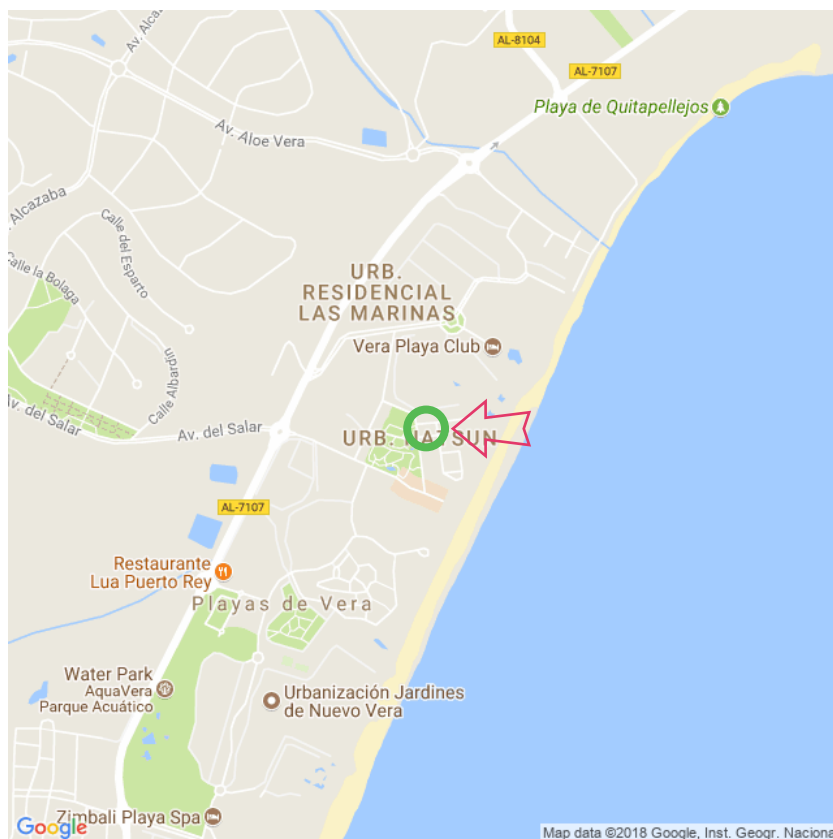 AL-8104
AL-7107
Playa de Quitapellejos
Av. Alcazaba
Av. Aloe Vera
Alcazaba
Calle del Esparto
Calle la Bolaga
URB.
RESIDENCIAL
LAS MARINAS
Vera Playa Club
Calle Albardin
Av. del Salar
Av. del Salar
URB. NATSUN
AL-7107
Restaurante
Lua Puerto Rey
Playas de Vera
Water Park
AquaVera
Parque Acuático
Urbanización Jardines
de Nuevo Vera
Zimbali Playa Spa
Google
Map data ©2018 Google, Inst. Geogr. Naciona